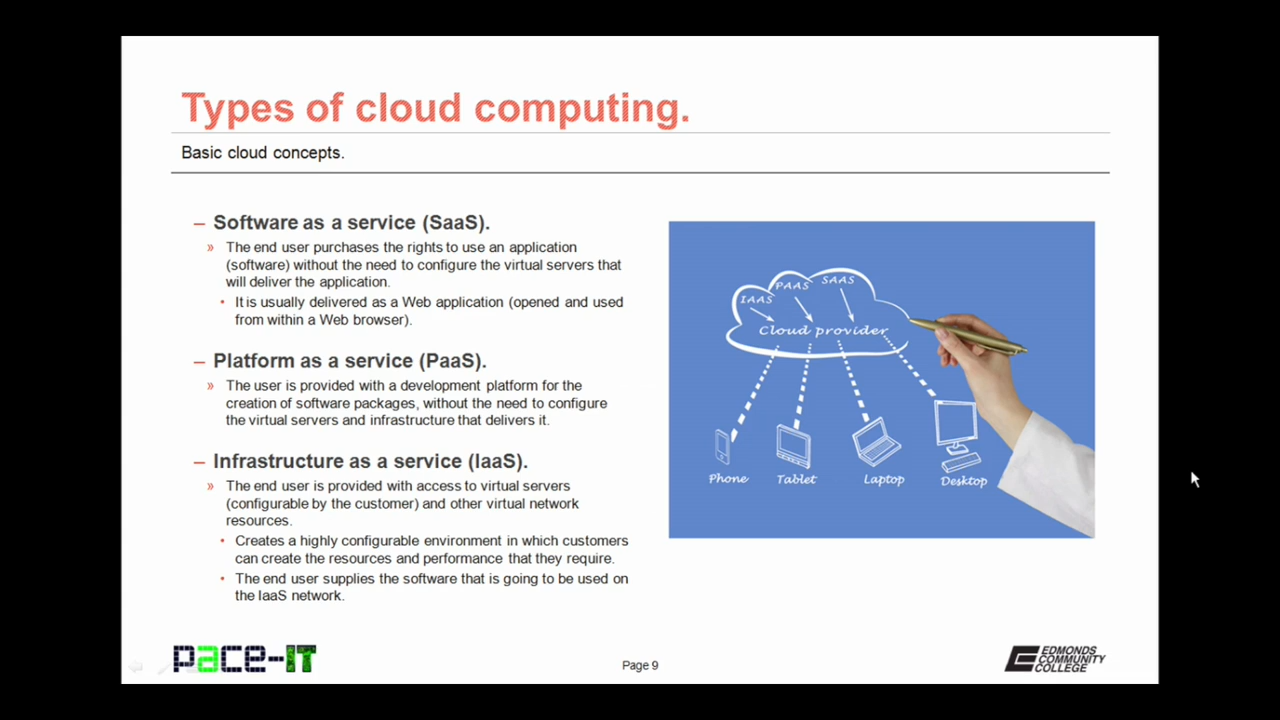 Types of cloud computing.
Basic cloud concepts.
– Software as a service (SaaS).
» The end user purchases the rights to use an application
(software) without the need to configure the virtual servers that
will deliver the application.
• It is usually delivered as a Web application (opened and used
from within a Web browser).
– Platform as a service (PaaS).
» The user is provided with a development platform for the
creation of software packages, without the need to configure
the virtual servers and infrastructure that delivers it.
– Infrastructure as a service (IaaS).
» The end user is provided with access to virtual servers
(configurable by the customer) and other virtual network
resources.
• Creates a highly configurable environment in which customers
can create the resources and performance that they require.
• The end user supplies the software that is going to be used on
the IaaS network.
IAAS
PAAS
SAAS
Cloud provider
Phone
Tablet
Laptop
Desktop
pace-IT
Page 9
EDMONDS
COMMUNITY
COLLEGE